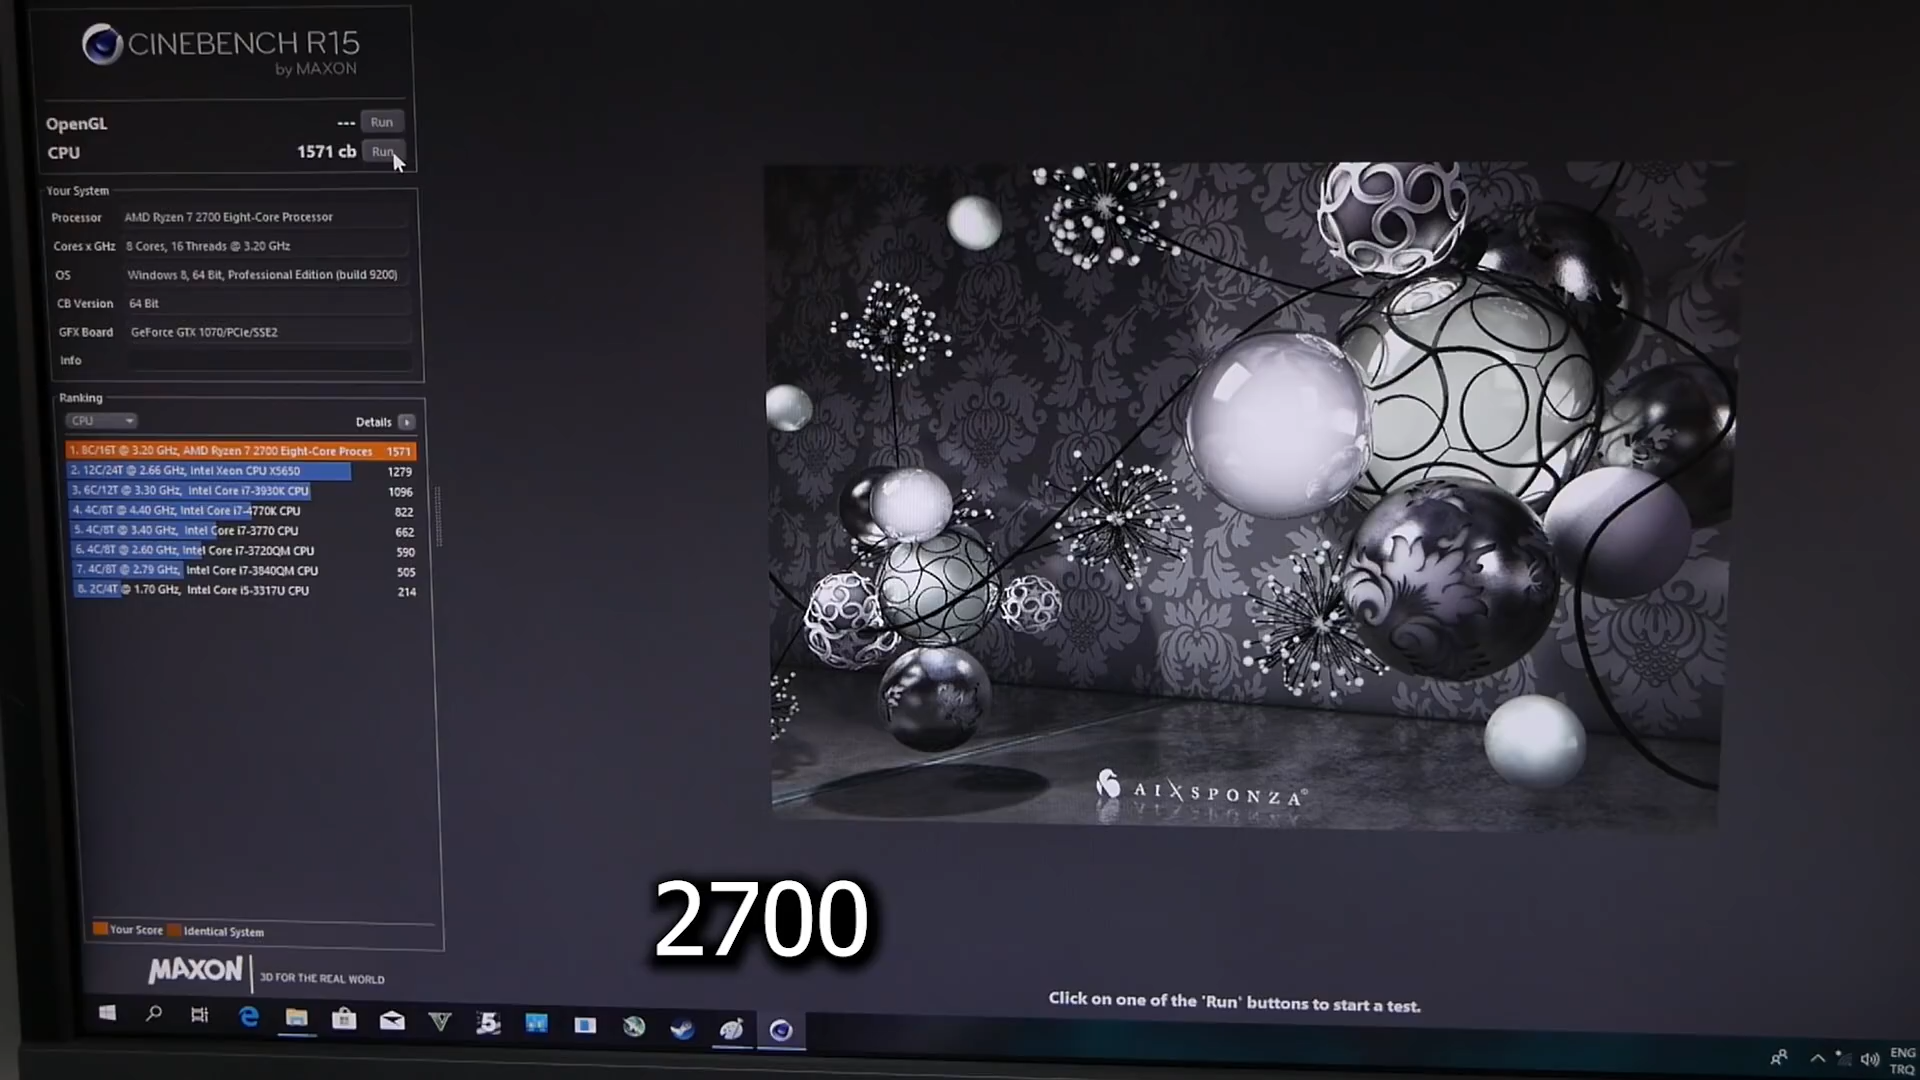 CINEBENCH R15
by MAXON
OpenGL --- Run
CPU 1571 cb Run
Your System
Processor AMD Ryzen 7 2700 Eight-Core Processor
Cores x GHz 8 Cores, 16 Threads @ 3.20 GHz
OS Windows 8, 64 Bit, Professional Edition (build 9200)
CB Version 64 Bit
GFX Board GeForce GTX 1070/PCIe/SSE2
Info
Ranking
CPU Details
1. 8C/16T @ 3.20 GHz, AMD Ryzen 7 2700 Eight-Core Proces 1571
2. 12C/24T @ 2.66 GHz, Intel Xeon CPU X5650 1279
3. 6C/12T @ 3.30 GHz, Intel Core i7-3930K CPU 1096
4. 4C/8T @ 4.40 GHz, Intel Core i7-4770K CPU 822
5. 4C/8T @ 3.40 GHz, Intel Core i7-3770 CPU 662
6. 4C/8T @ 2.60 GHz, Intel Core i7-3720QM CPU 590
7. 4C/8T @ 2.79 GHz, Intel Core i7-3840QM CPU 505
8. 2C/4T @ 1.70 GHz, Intel Core i5-3317U CPU 214
AIXSPONZA©
2700
Your Score Identical System
MAXON 3D FOR THE REAL WORLD
Click on one of the 'Run' buttons to start a test.
5
ENG
TRQ